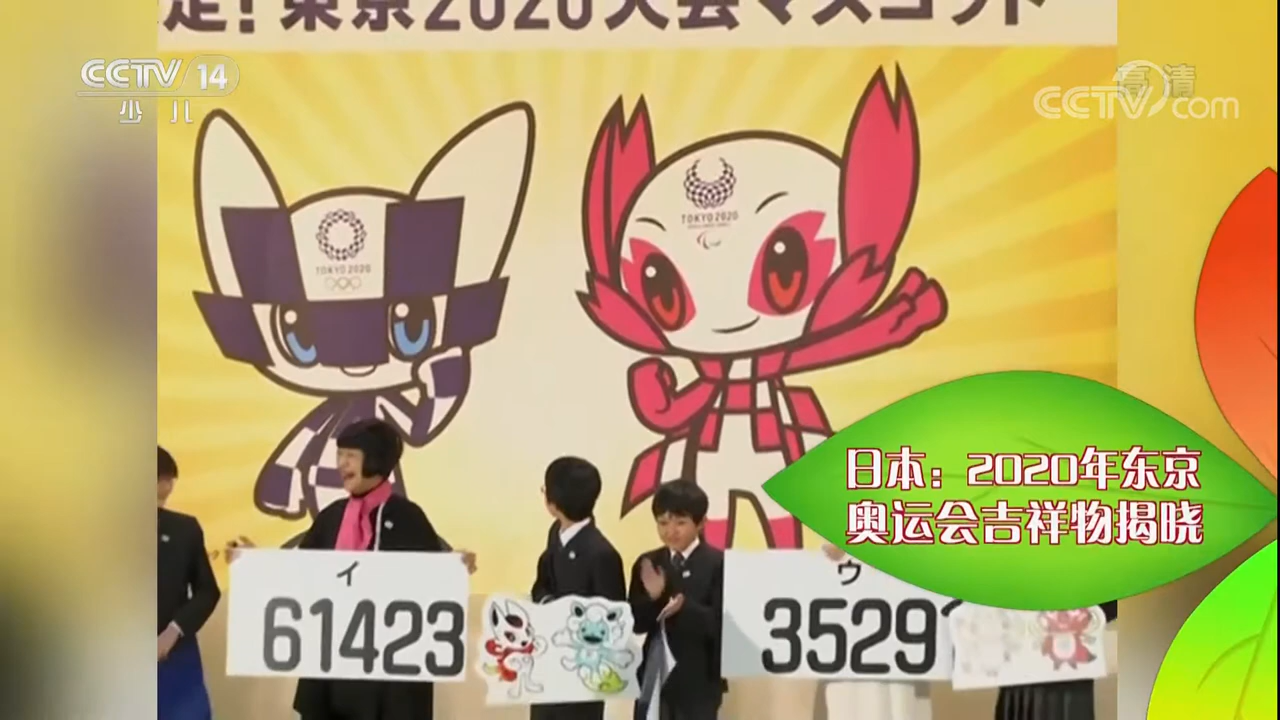 定！東京2020大会マスコット
CCTV 14
少儿
高清
CCTV.com
TOKYO 2020
TOKYO 2020
日本：2020年东京
奥运会吉祥物揭晓
イ
61423
ウ
35291